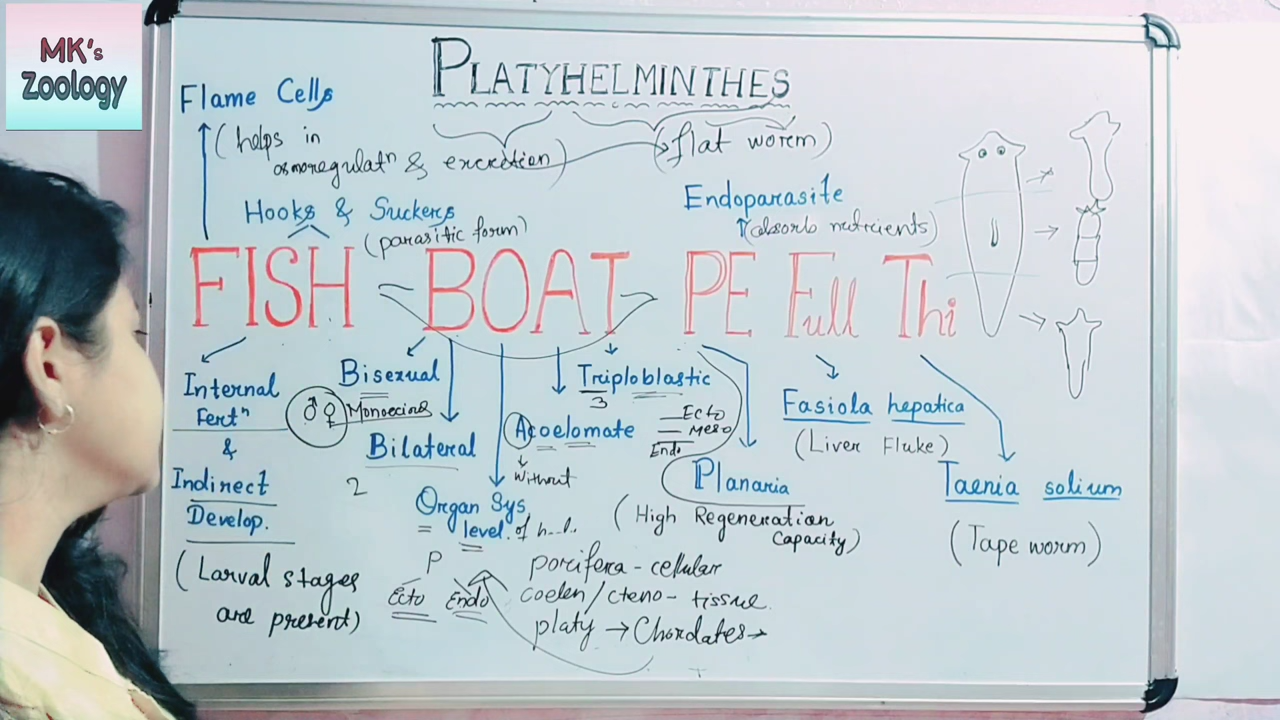 MK's
Zoology
PLATYHELMINTHES
Flame Cells
(helps in
osmoregulatⁿ & excretion)
(flat worm)
Hooks & Suckers
(parasitic form)
Endoparasite
(absorb nutrients)
FISH BOAT PE Full Thi
Internal
Fertⁿ
&
Indirect
Develop.
(Larval stages
are present)
Bisexual
♂ ♀ Monoecious
Bilateral
2
Organ Sys
level of
P
Ecto Endo
Triploblastic
3
Ecto
Meso
Endo
Acoelomate
Without
Planaria
(High Regeneration
Capacity)
Fasiola hepatica
(Liver Fluke)
Taenia solium
(Tape worm)
porifera - cellular
coelen/cteno - tissue
platy → Chordates →